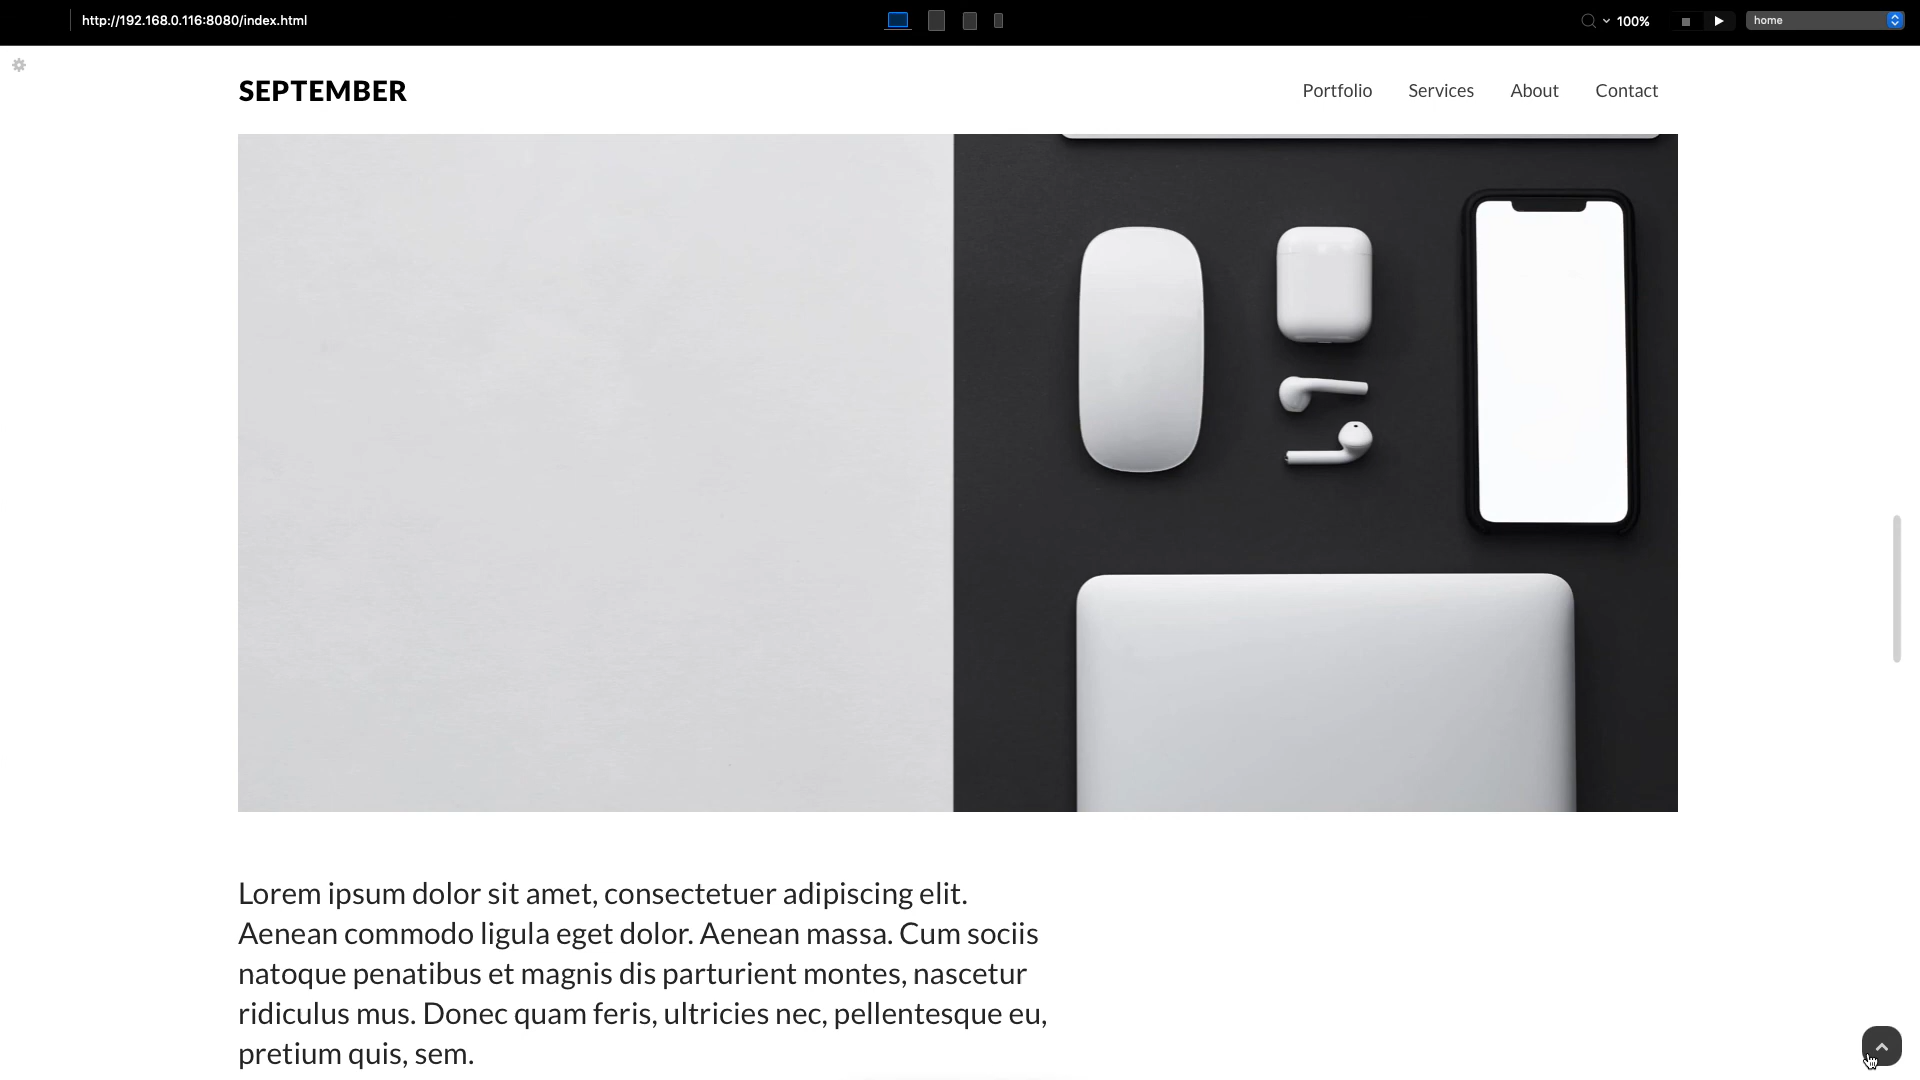 http://192.168.0.116:8080/index.html
100%
home
SEPTEMBER
Portfolio
Services
About
Contact
Lorem ipsum dolor sit amet, consectetuer adipiscing elit.
Aenean commodo ligula eget dolor. Aenean massa. Cum sociis
natoque penatibus et magnis dis parturient montes, nascetur
ridiculus mus. Donec quam feris, ultricies nec, pellentesque eu,
pretium quis, sem.